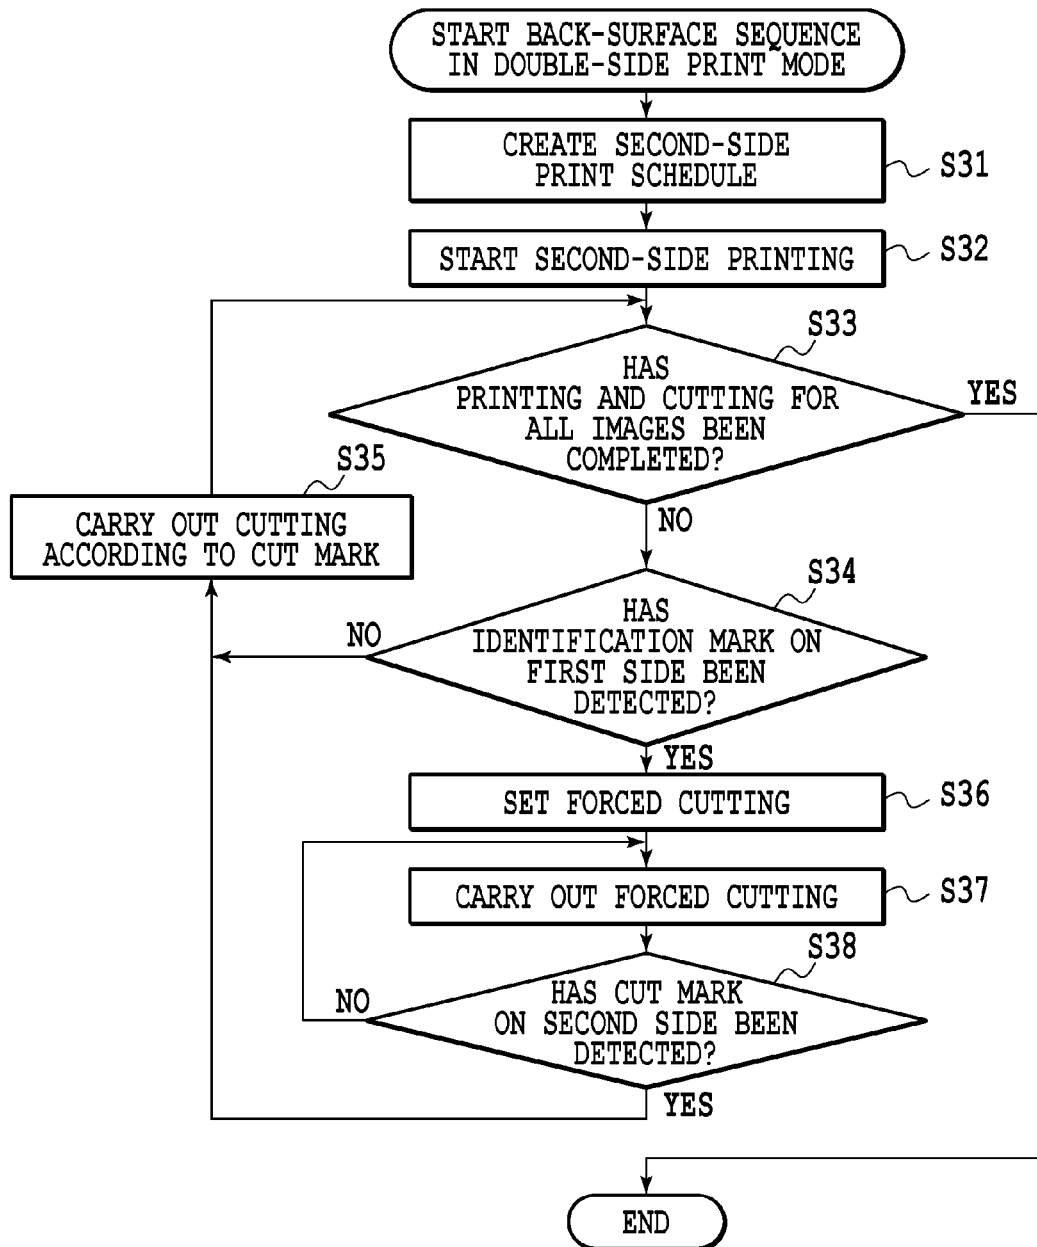 START BACK-SURFACE SEQUENCE
IN DOUBLE-SIDE PRINT MODE
CREATE SECOND-SIDE
PRINT SCHEDULE
S31
START SECOND-SIDE PRINTING
S32
S33
HAS
PRINTING AND CUTTING FOR
ALL IMAGES BEEN
COMPLETED?
YES
NO
S35
CARRY OUT CUTTING
ACCORDING TO CUT MARK
S34
HAS
IDENTIFICATION MARK ON
FIRST SIDE BEEN
DETECTED?
NO
YES
SET FORCED CUTTING
S36
CARRY OUT FORCED CUTTING
S37
S38
HAS CUT MARK
ON SECOND SIDE BEEN
DETECTED?
NO
YES
END